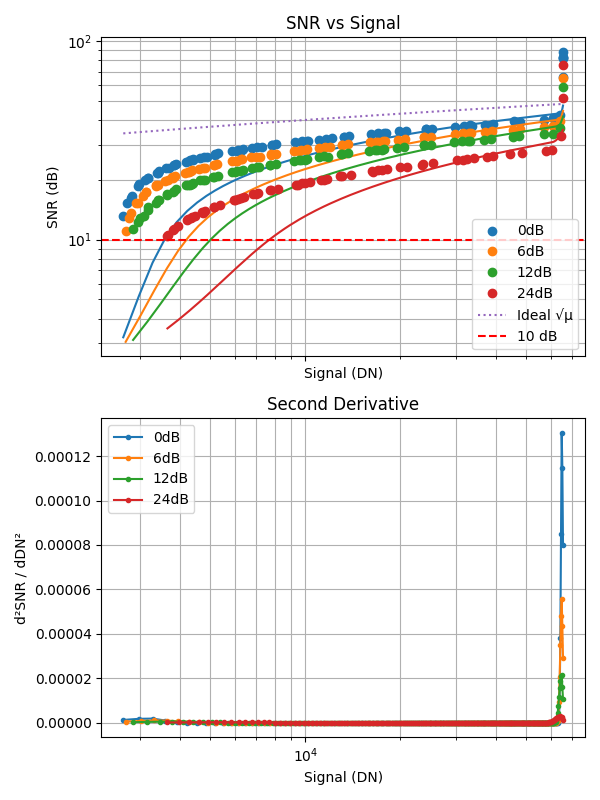 SNR vs Signal
10²
10¹
SNR (dB)
0dB
6dB
12dB
24dB
Ideal √μ
10 dB
Signal (DN)
Second Derivative
0.00012
0.00010
0.00008
0.00006
0.00004
0.00002
0.00000
d²SNR / dDN²
0dB
6dB
12dB
24dB
10⁴
Signal (DN)